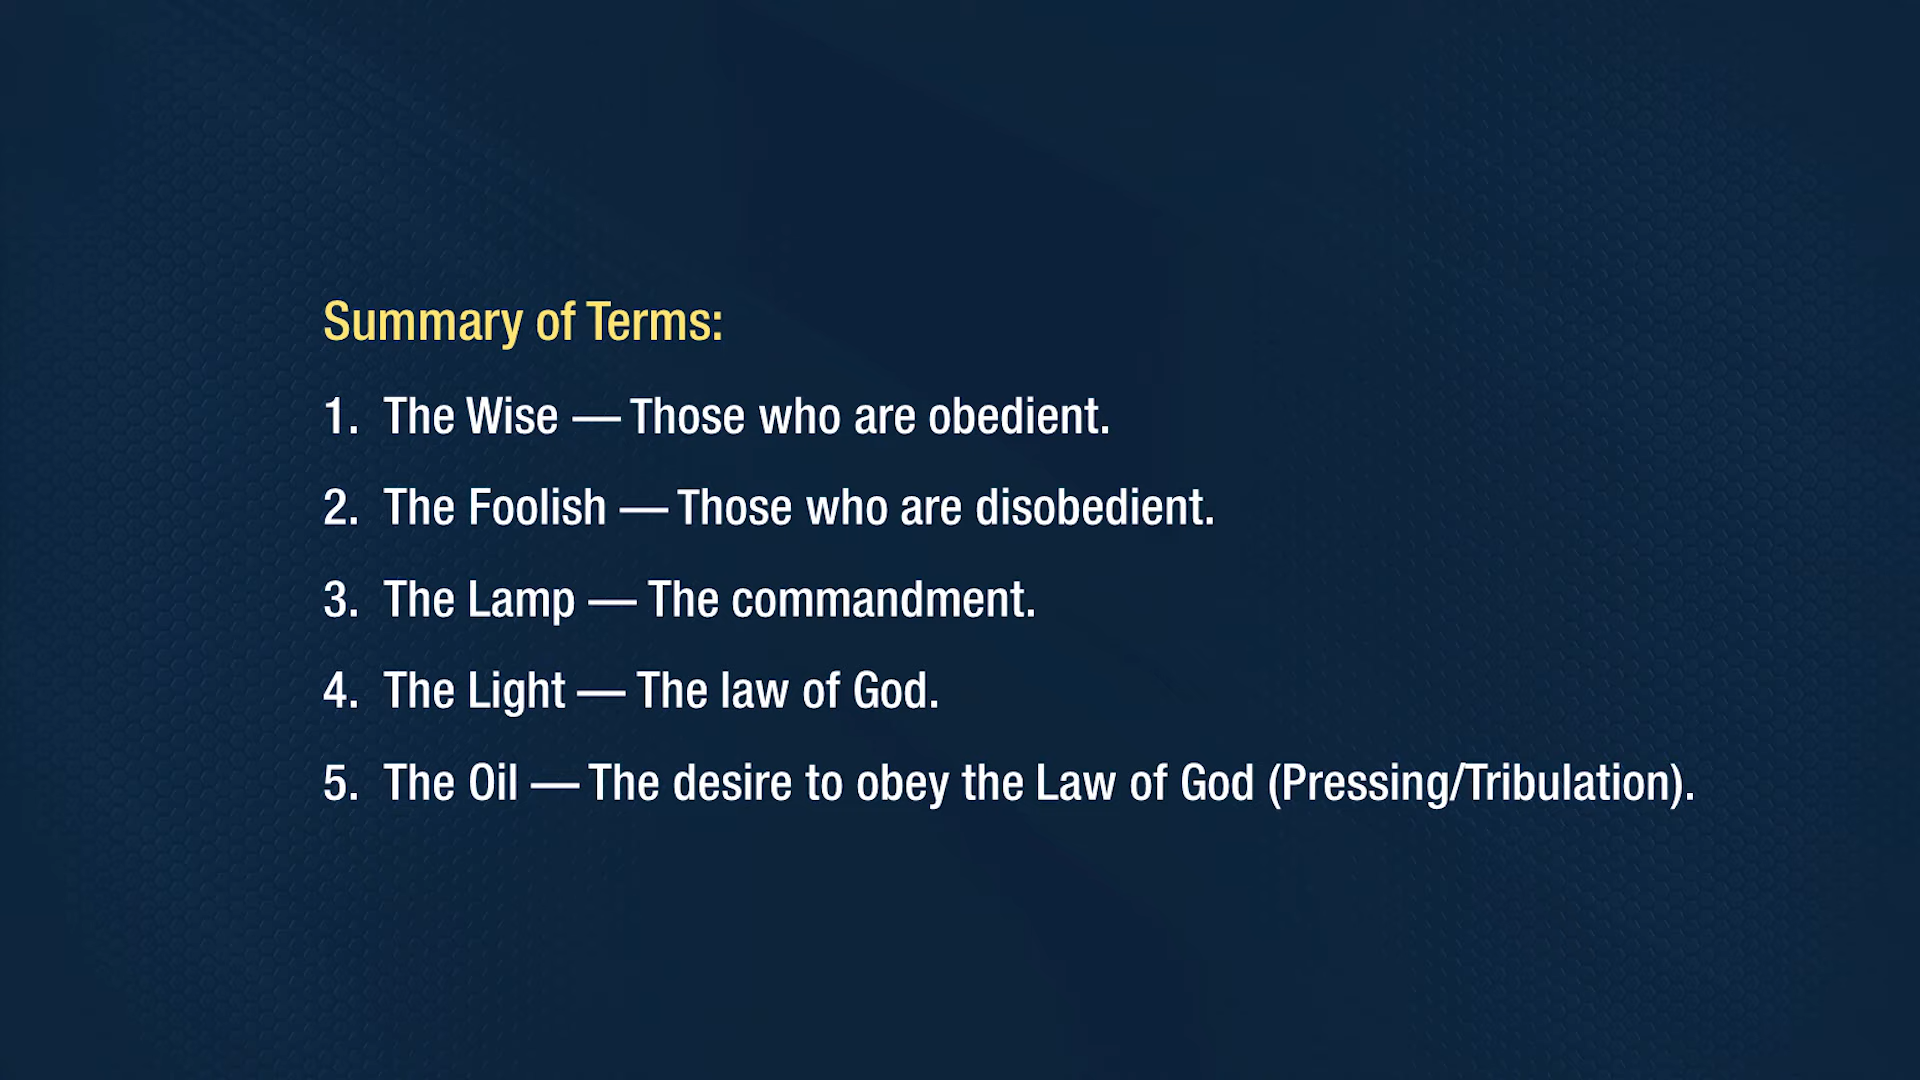 Summary of Terms:
1. The Wise — Those who are obedient.
2. The Foolish — Those who are disobedient.
3. The Lamp — The commandment.
4. The Light — The law of God.
5. The Oil — The desire to obey the Law of God (Pressing/Tribulation).